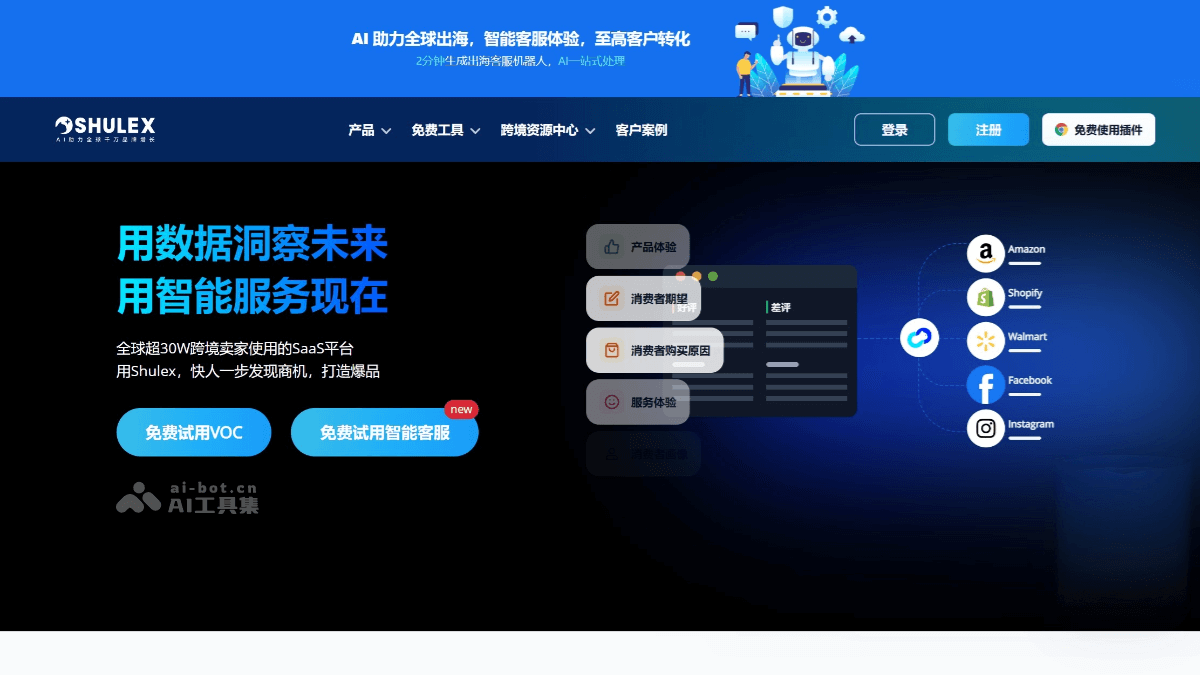 AI 助力全球出海，智能客服体验，至高客户转化
2分钟生成出海客服机器人，AI一站式处理
SHULEX
AI助力全球千万品牌增长
产品
免费工具
跨境资源中心
客户案例
登录
注册
免费使用插件
用数据洞察未来
用智能服务现在
全球超30W跨境卖家使用的SaaS平台
用Shulex，快人一步发现商机，打造爆品
免费试用VOC
免费试用智能客服
new
ai-bot.cn
AI工具集
产品体验
消费者期望
消费者购买原因
服务体验
好评
差评
Amazon
Shopify
Walmart
Facebook
Instagram